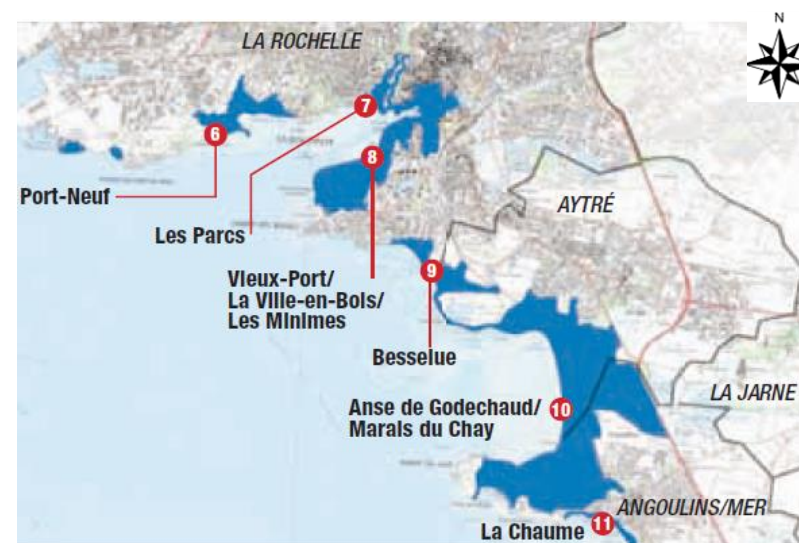 N
LA ROCHELLE
7
6
8
Port-Neuf
AYTRÉ
Les Parcs
9
Vieux-Port/
La Ville-en-Bois/
Les Minimes
Besselue
LA JARNE
Anse de Godechaud/
Marais du Chay
10
ANGOULINS/MER
La Chaume
11